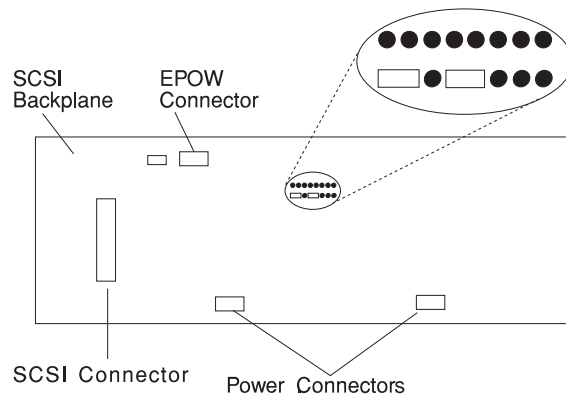 SCSI
Backplane
EPOW
Connector
SCSI Connector
Power Connectors